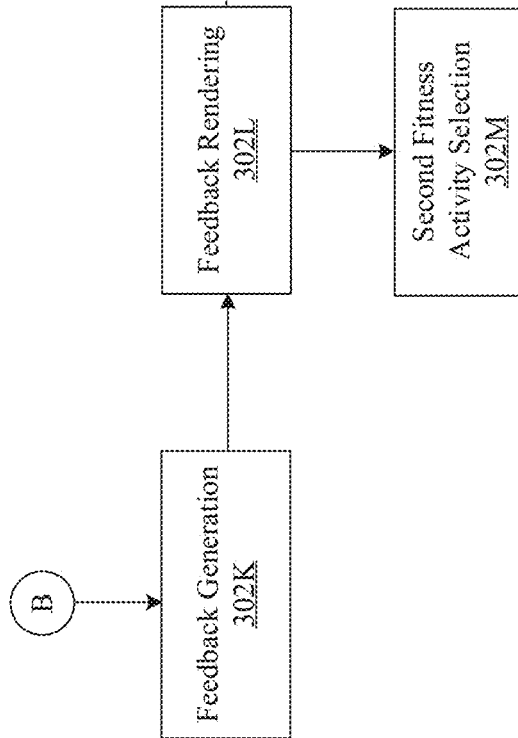 B
Feedback Generation
302K
Feedback Rendering
302L
Second Fitness
Activity Selection
302M